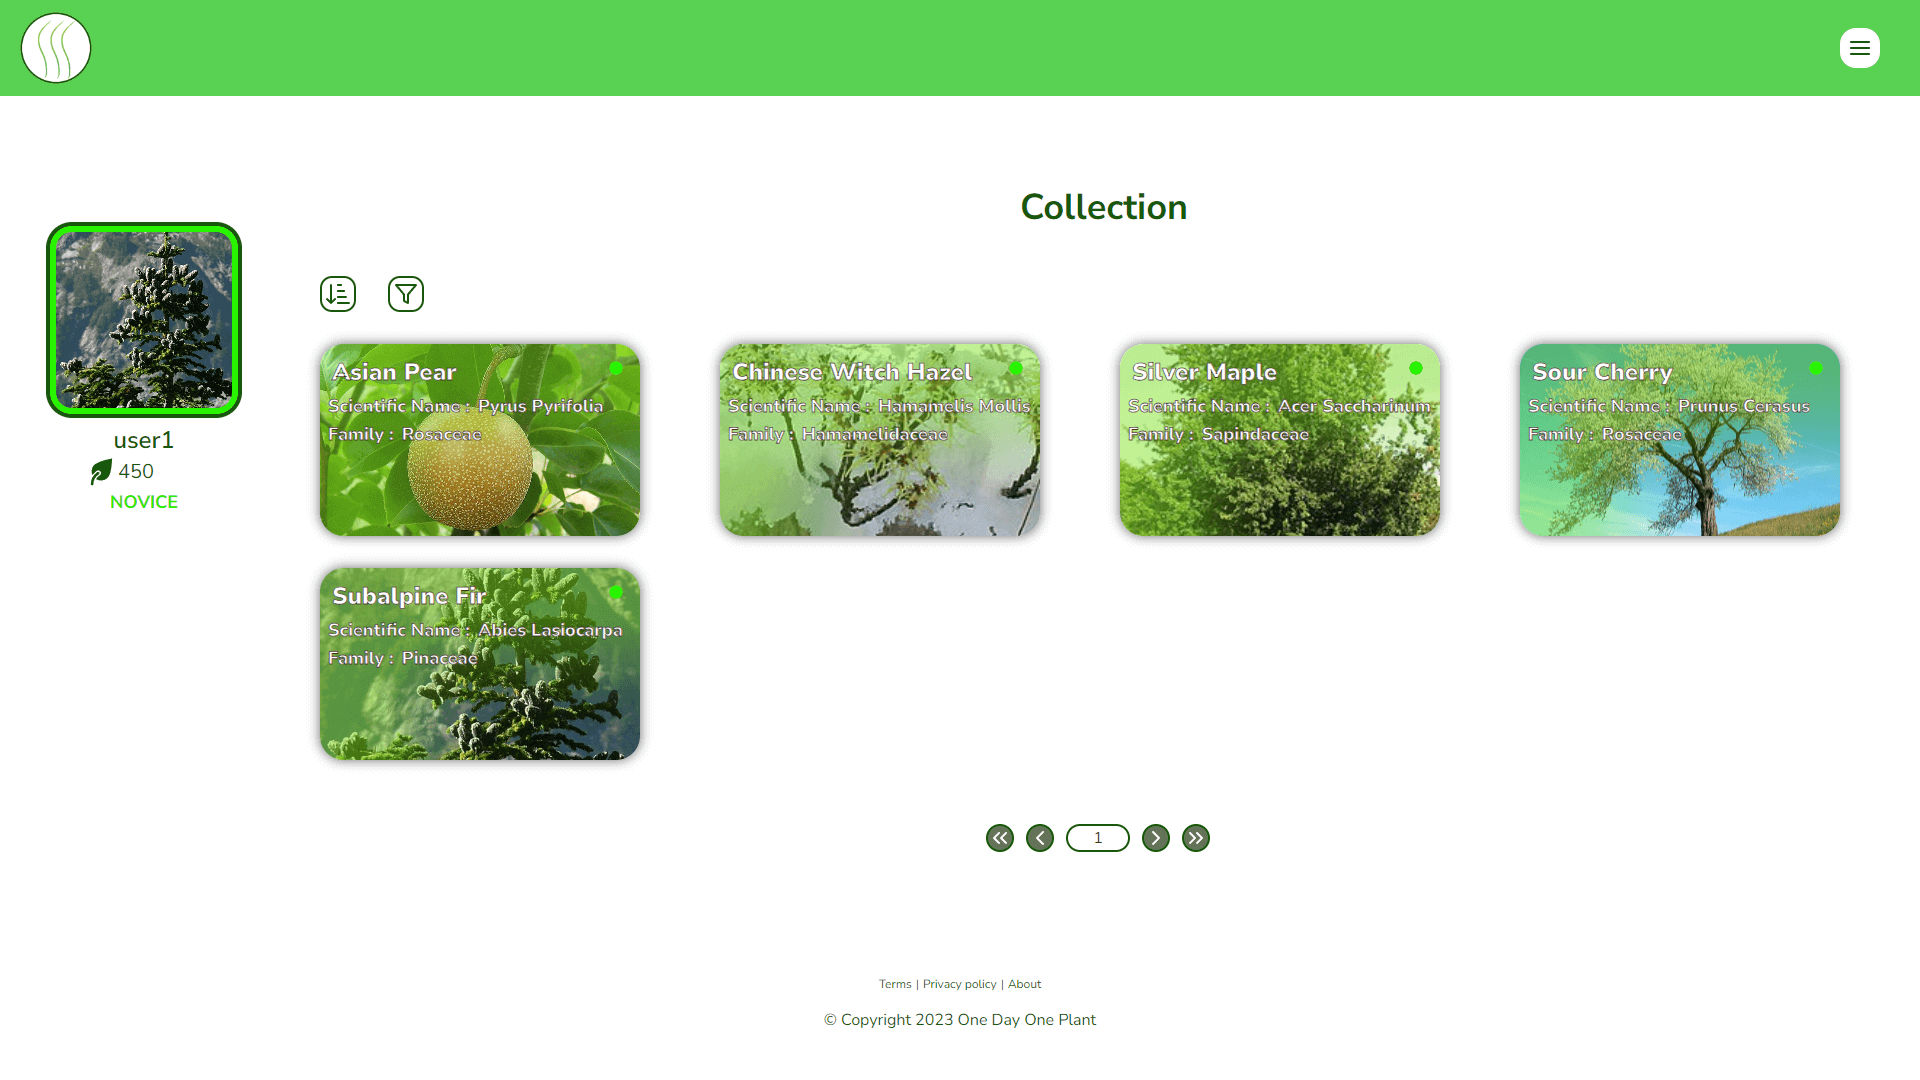 Collection
user1
450
NOVICE
Asian Pear
Scientific Name : Pyrus Pyrifolia
Family : Rosaceae
Chinese Witch Hazel
Scientific Name : Hamamelis Mollis
Family : Hamamelidaceae
Silver Maple
Scientific Name : Acer Saccharinum
Family : Sapindaceae
Sour Cherry
Scientific Name : Prunus Cerasus
Family : Rosaceae
Subalpine Fir
Scientific Name : Abies Lasiocarpa
Family : Pinaceae
1
Terms | Privacy policy | About
© Copyright 2023 One Day One Plant